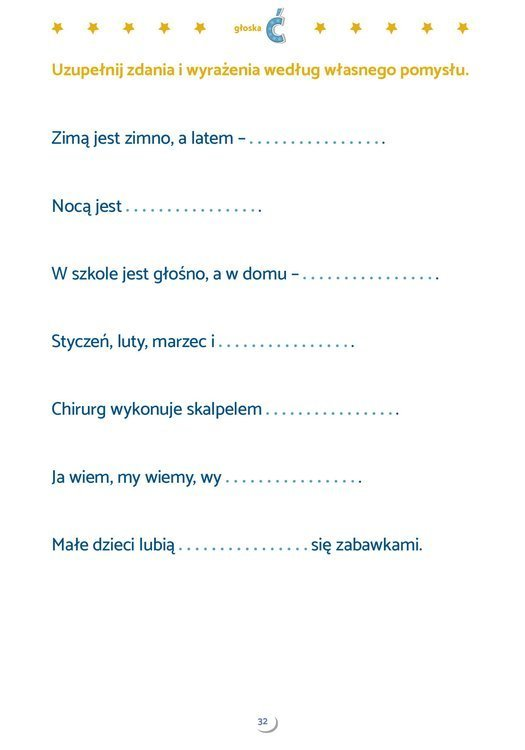 głoska Ć
Uzupełnij zdania i wyrażenia według własnego pomysłu.
Zimą jest zimno, a latem – . . . . . . . . . . . . . . . . .
Nocą jest . . . . . . . . . . . . . . . . .
W szkole jest głośno, a w domu – . . . . . . . . . . . . . . . . .
Styczeń, luty, marzec i . . . . . . . . . . . . . . . . .
Chirurg wykonuje skalpelem . . . . . . . . . . . . . . . . .
Ja wiem, my wiemy, wy . . . . . . . . . . . . . . . . .
Małe dzieci lubią . . . . . . . . . . . . . . . . się zabawkami.
32